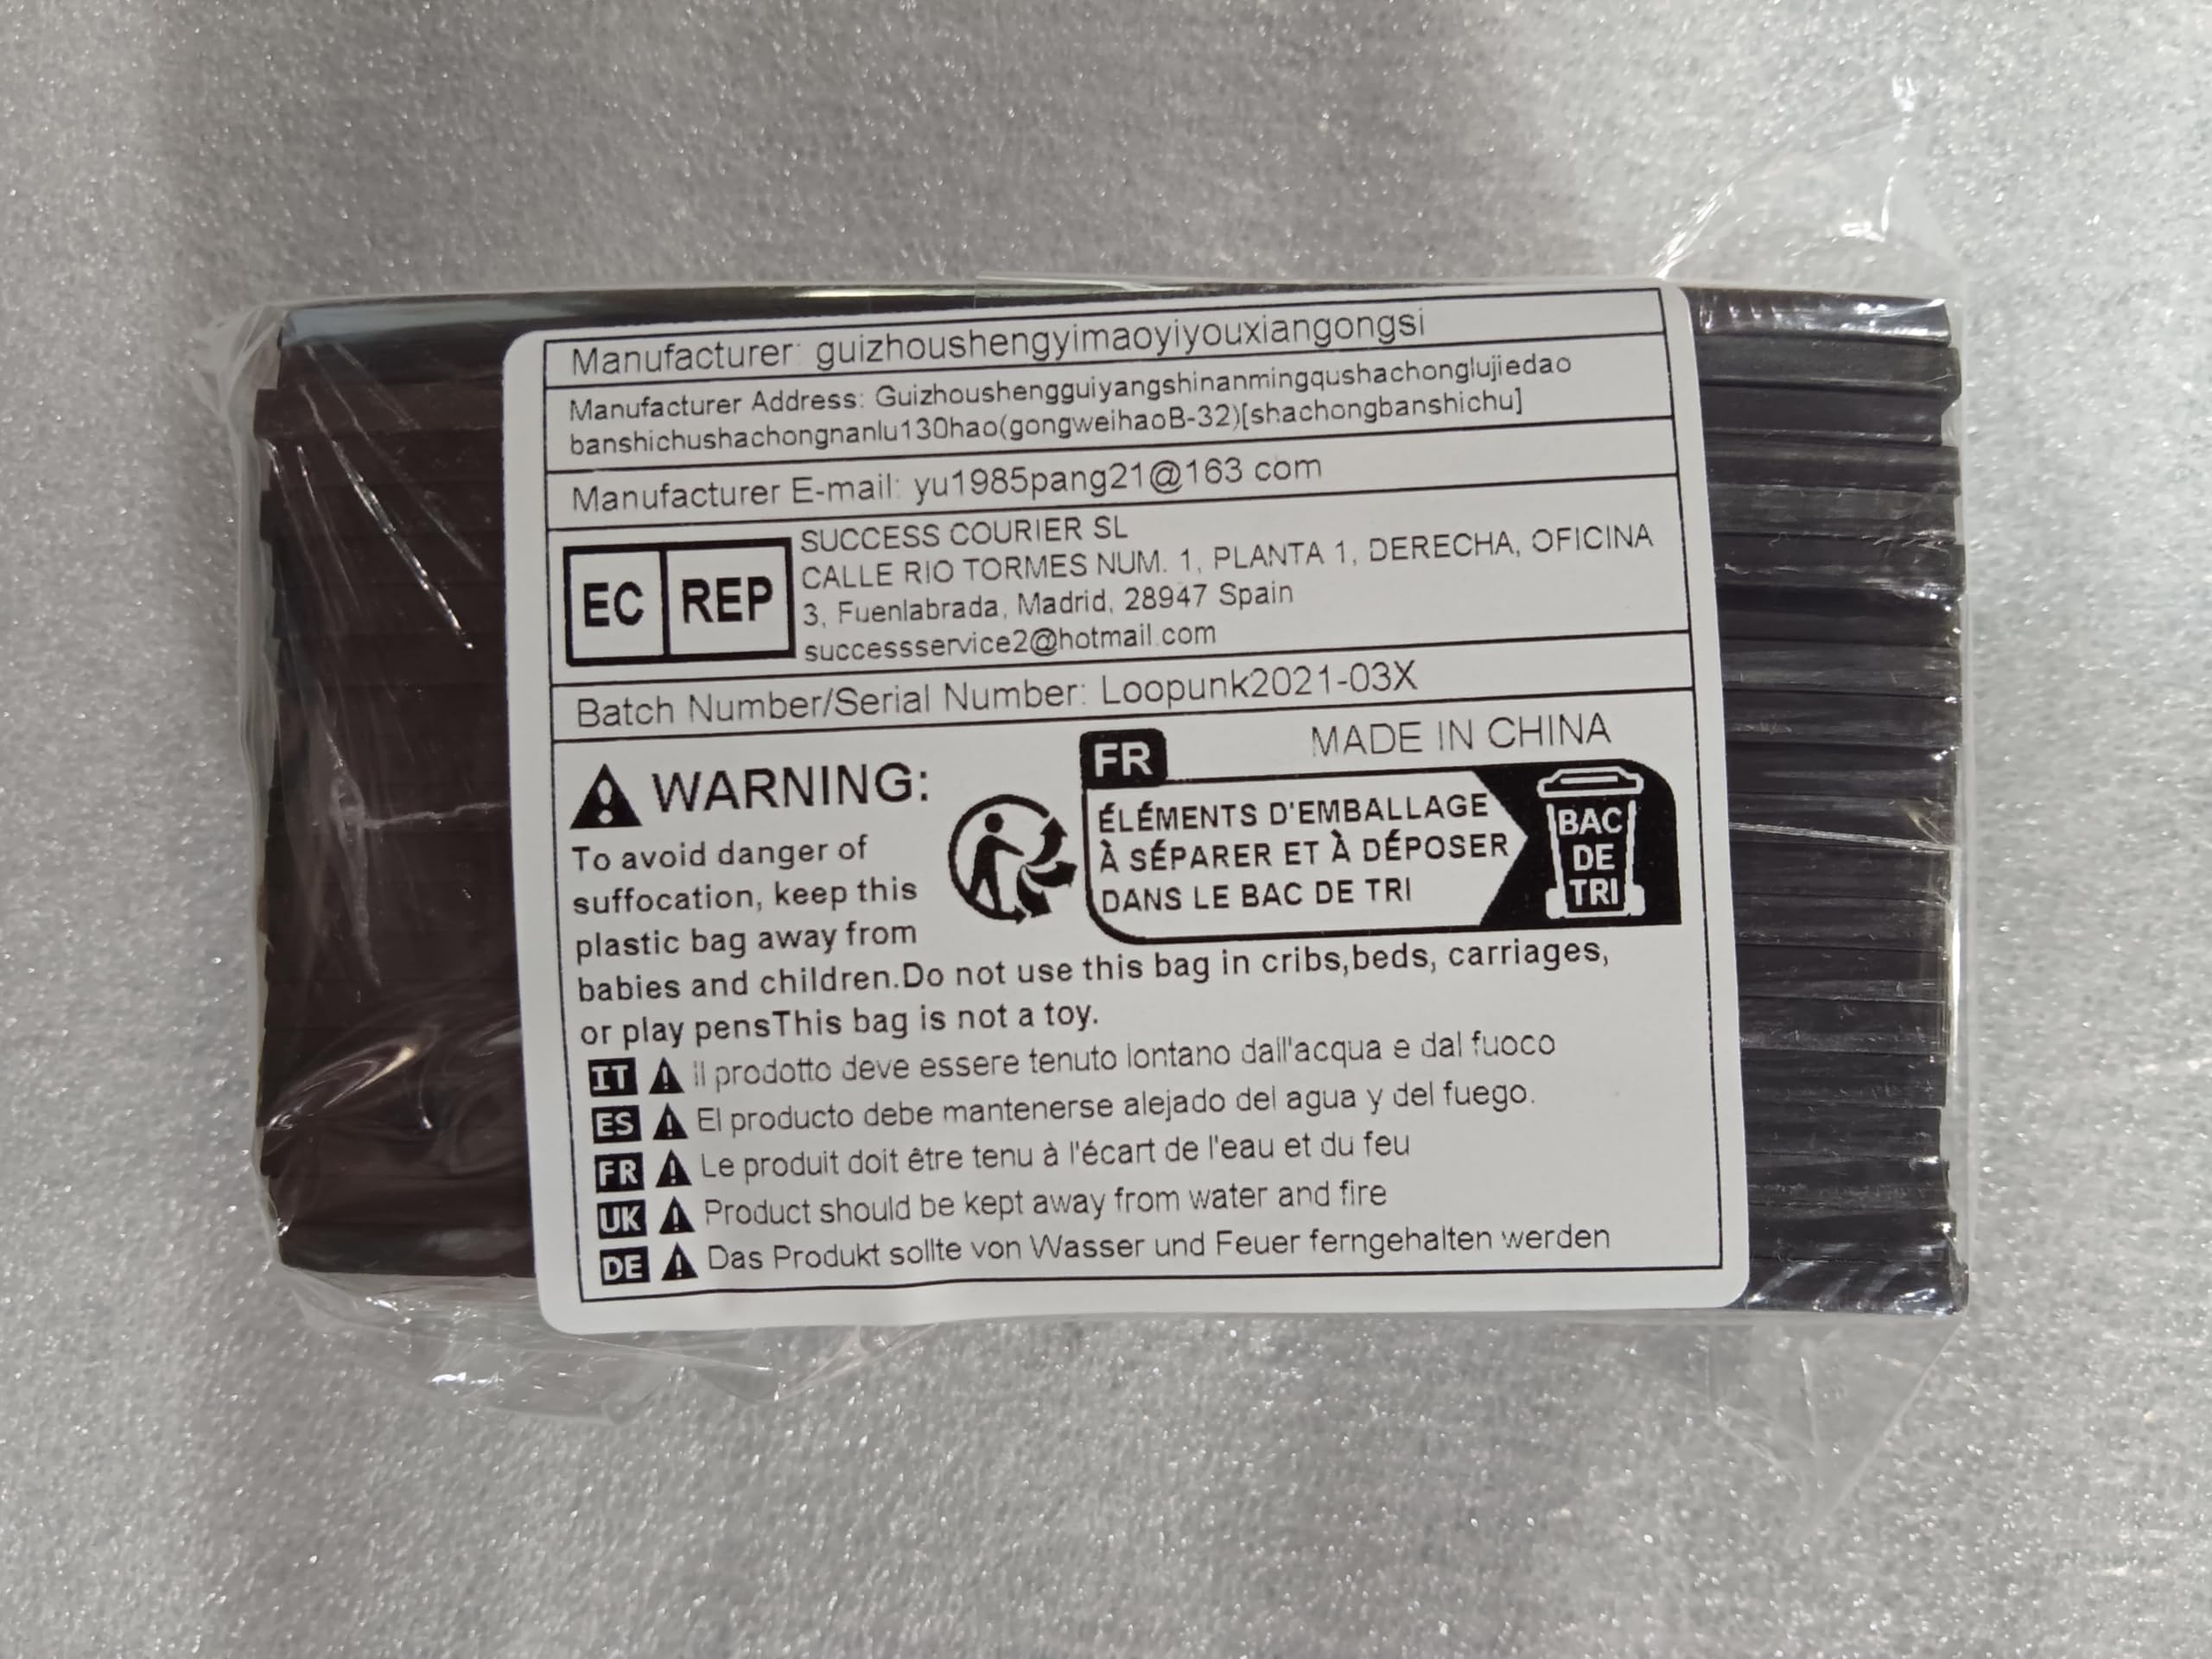 Manufacturer: guizhoushengyimaoyiyouxiangongsi
Manufacturer Address: Guizhoushengguiyangshinanmingqushachonglujiedao
banshichushachongnanlu130hao(gongweihaoB-32)[shachongbanshichu]
Manufacturer E-mail: yu1985pang21@163 com
EC REP
SUCCESS COURIER SL
CALLE RIO TORMES NUM. 1, PLANTA 1, DERECHA, OFICINA
3, Fuenlabrada, Madrid, 28947 Spain
successservice2@hotmail.com
Batch Number/Serial Number: Loopunk2021-03X
MADE IN CHINA
WARNING:
To avoid danger of
suffocation, keep this
plastic bag away from
babies and children.Do not use this bag in cribs,beds, carriages,
or play pensThis bag is not a toy.
FR
ÉLÉMENTS D'EMBALLAGE
À SÉPARER ET À DÉPOSER
DANS LE BAC DE TRI
BAC
DE
TRI
IT il prodotto deve essere tenuto lontano dall'acqua e dal fuoco
ES El producto debe mantenerse alejado del agua y del fuego.
FR Le produit doit être tenu à l'écart de l'eau et du feu
UK Product should be kept away from water and fire
DE Das Produkt sollte von Wasser und Feuer ferngehalten werden